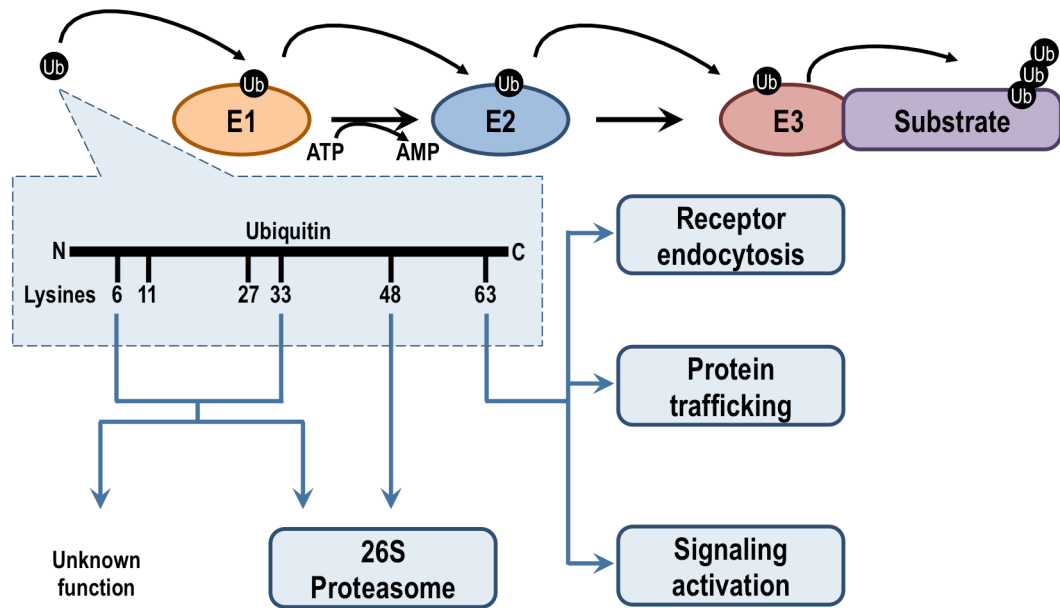 Ub
Ub
Ub
Ub
Ub
Ub
Ub
E1
E2
E3
Substrate
ATP
AMP
Ubiquitin
N
C
Lysines 6 11 27 33 48 63
Receptor
endocytosis
Protein
trafficking
Signaling
activation
Unknown
function
26S
Proteasome